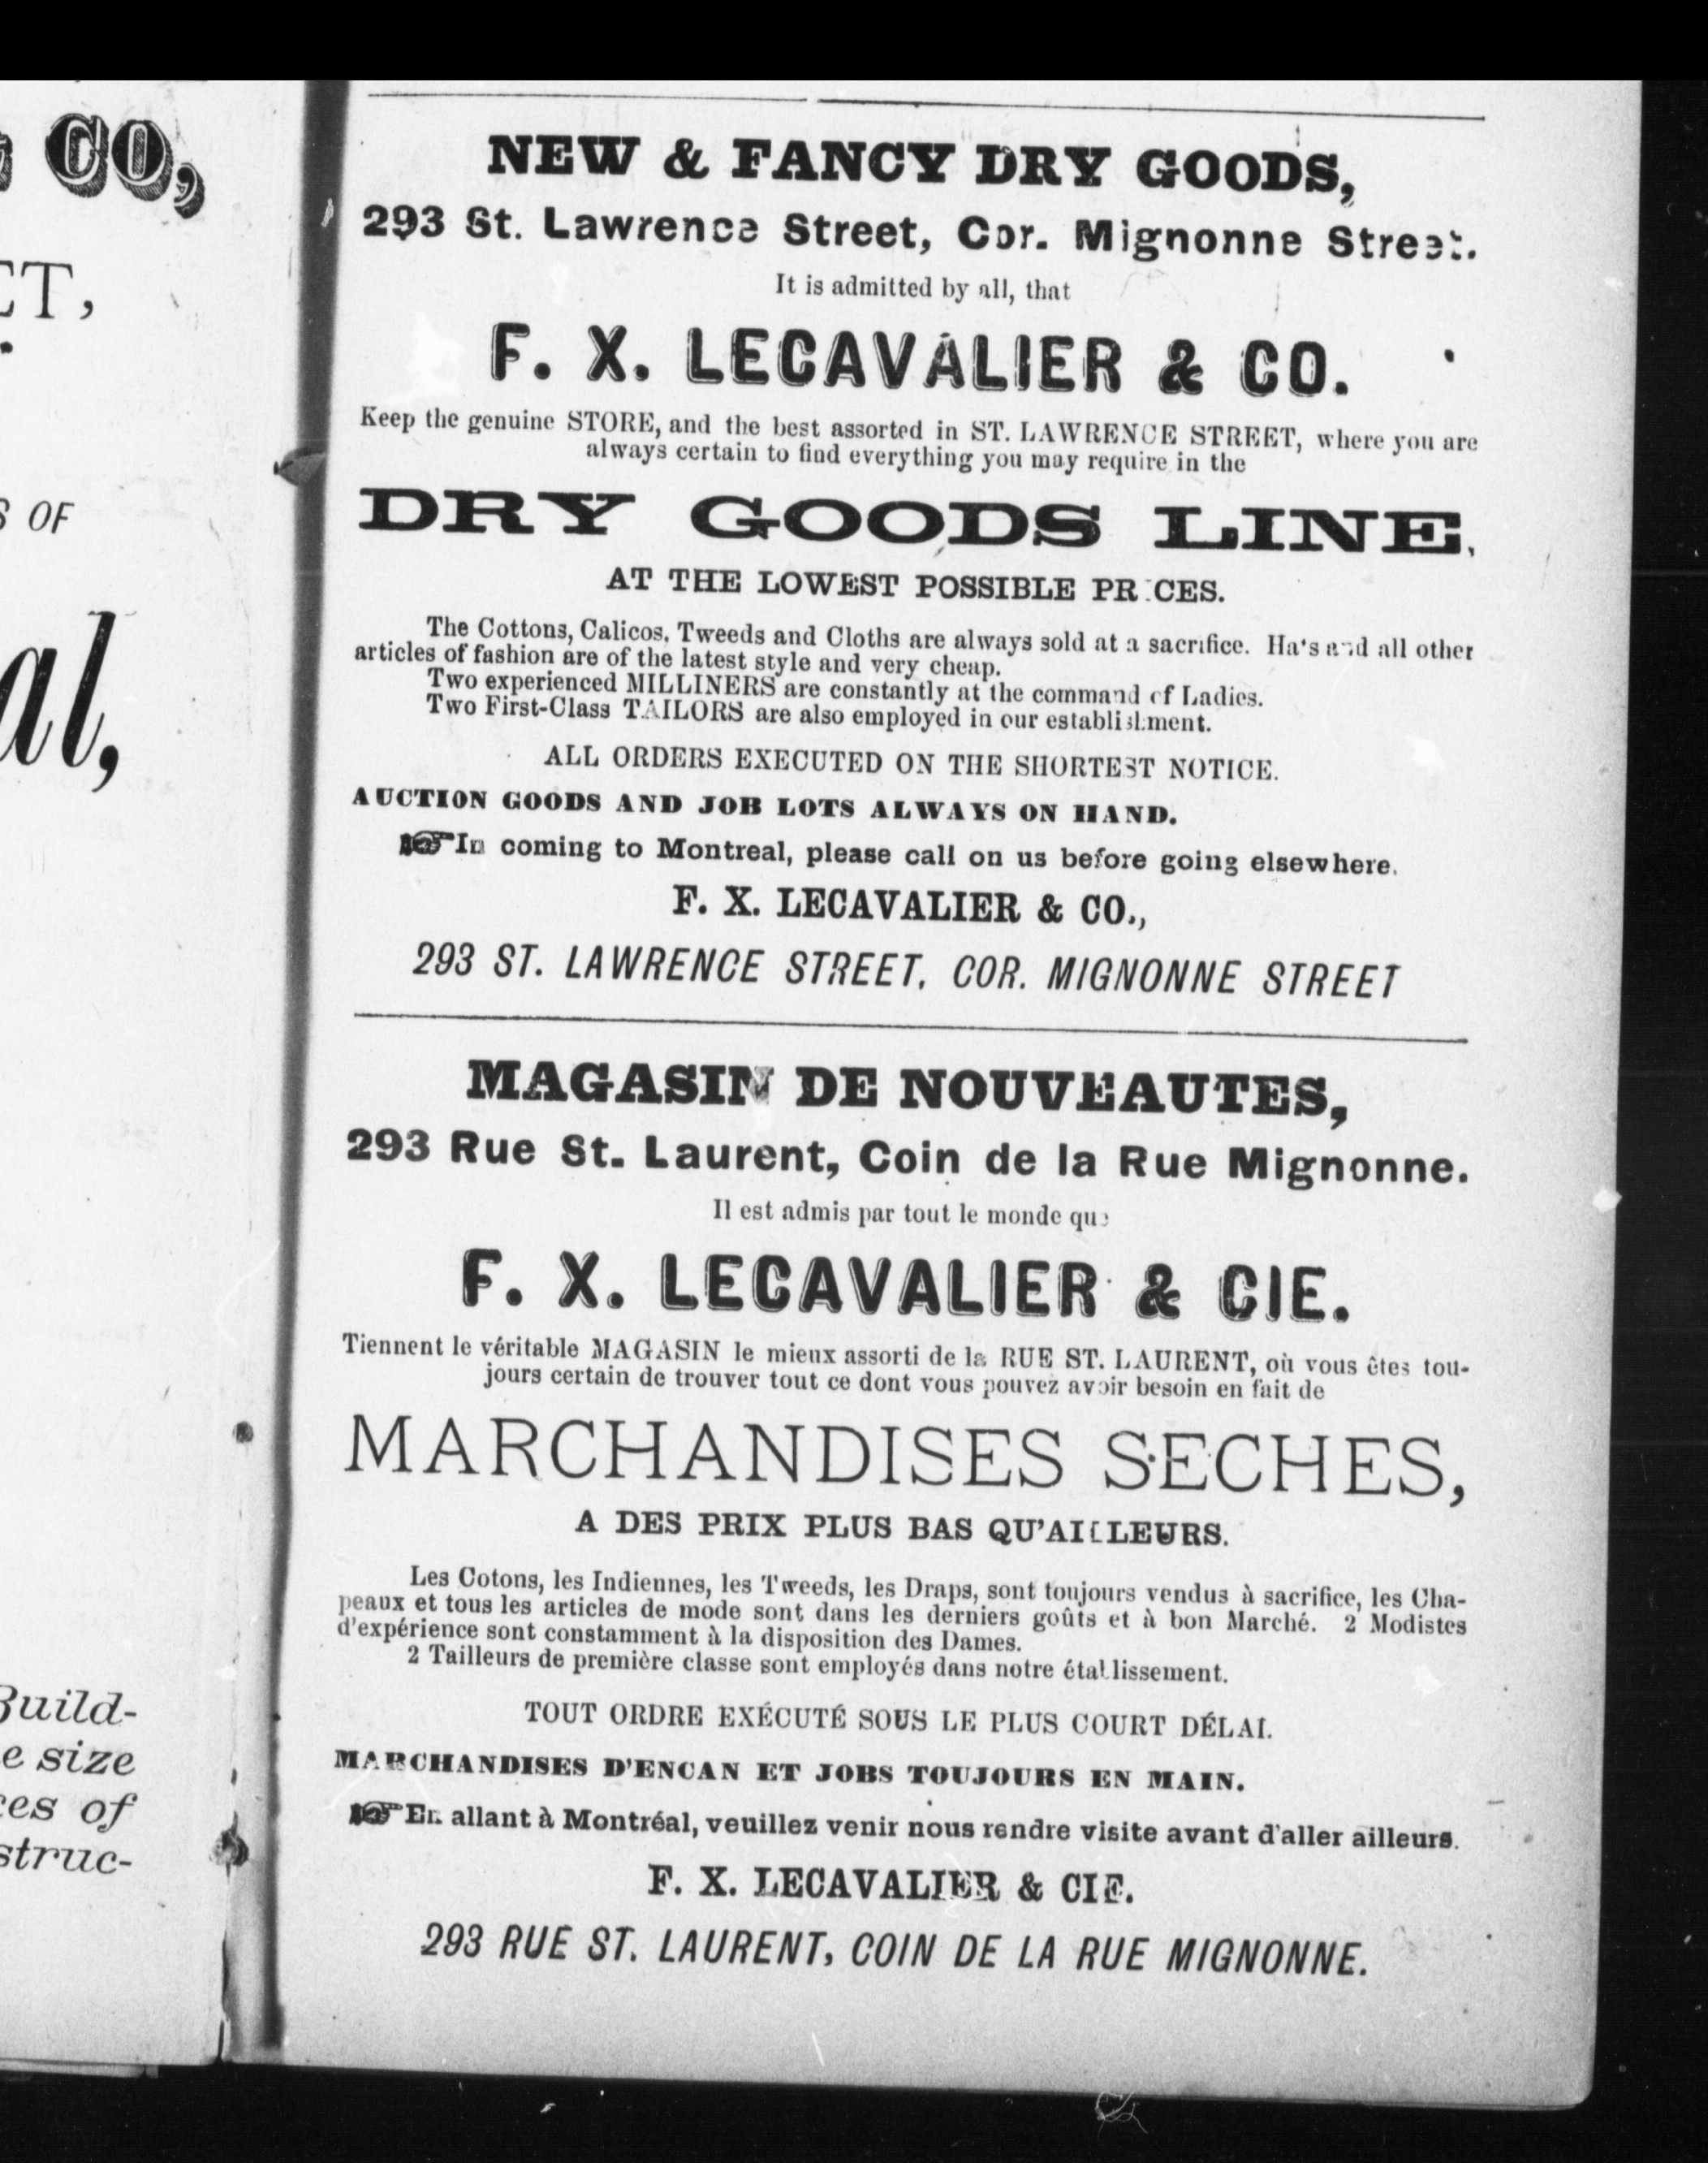 CO,
ET,
S OF
al,
Build-
e size
ces of
struc-
NEW & FANCY DRY GOODS,
293 St. Lawrence Street, Cor. Mignonne Street.
It is admitted by all, that
F. X. LECAVALIER & CO.
Keep the genuine STORE, and the best assorted in ST. LAWRENCE STREET, where you are
always certain to find everything you may require in the
DRY GOODS LINE,
AT THE LOWEST POSSIBLE PRICES.
The Cottons, Calicos, Tweeds and Cloths are always sold at a sacrifice. Hats and all other
articles of fashion are of the latest style and very cheap.
Two experienced MILLINERS are constantly at the command of Ladies.
Two First-Class TAILORS are also employed in our establishment.
ALL ORDERS EXECUTED ON THE SHORTEST NOTICE.
AUCTION GOODS AND JOB LOTS ALWAYS ON HAND.
☞In coming to Montreal, please call on us before going elsewhere.
F. X. LECAVALIER & CO.,
293 ST. LAWRENCE STREET, COR. MIGNONNE STREET
MAGASIN DE NOUVEAUTES,
293 Rue St. Laurent, Coin de la Rue Mignonne.
Il est admis par tout le monde que
F. X. LECAVALIER & CIE.
Tiennent le véritable MAGASIN le mieux assorti de la RUE ST. LAURENT, où vous êtes tou-
jours certain de trouver tout ce dont vous pouvez avoir besoin en fait de
MARCHANDISES SECHES,
A DES PRIX PLUS BAS QU'AILLEURS.
Les Cotons, les Indiennes, les Tweeds, les Draps, sont toujours vendus à sacrifice, les Cha-
peaux et tous les articles de mode sont dans les derniers goûts et à bon Marché. 2 Modistes
d'expérience sont constamment à la disposition des Dames.
2 Tailleurs de première classe sont employés dans notre établissement.
TOUT ORDRE EXÉCUTÉ SOUS LE PLUS COURT DÉLAI.
MARCHANDISES D'ENCAN ET JOBS TOUJOURS EN MAIN.
☞En allant à Montréal, veuillez venir nous rendre visite avant d'aller ailleurs.
F. X. LECAVALIER & CIE.
293 RUE ST. LAURENT, COIN DE LA RUE MIGNONNE.